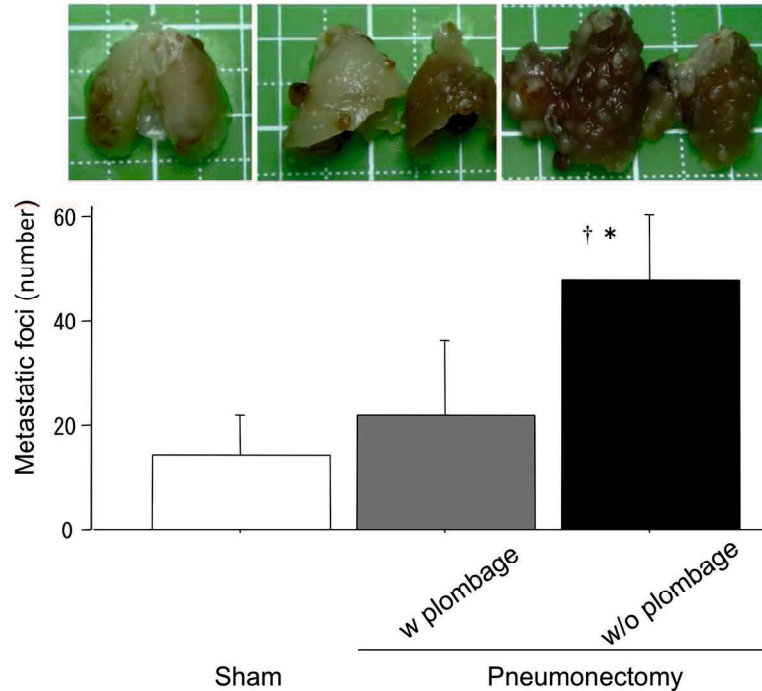 Metastatic foci (number)
60
40
20
0
† *
w plombage
w/o plombage
Sham
Pneumonectomy